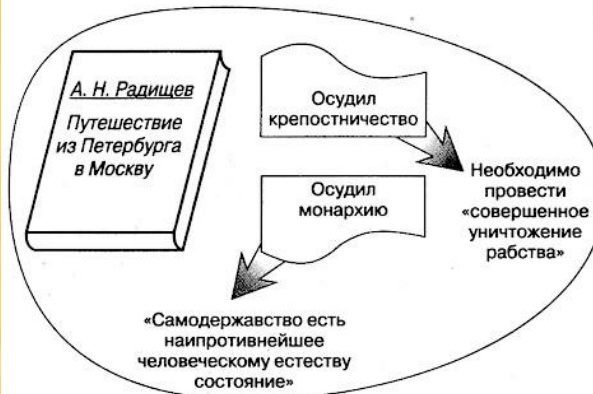 А. Н. Радищев
Путешествие
из Петербурга
в Москву
Осудил
крепостничество
Необходимо
провести
«совершенное
уничтожение
рабства»
Осудил
монархию
«Самодержавство есть
наипротивнейшее
человеческому естеству
состояние»